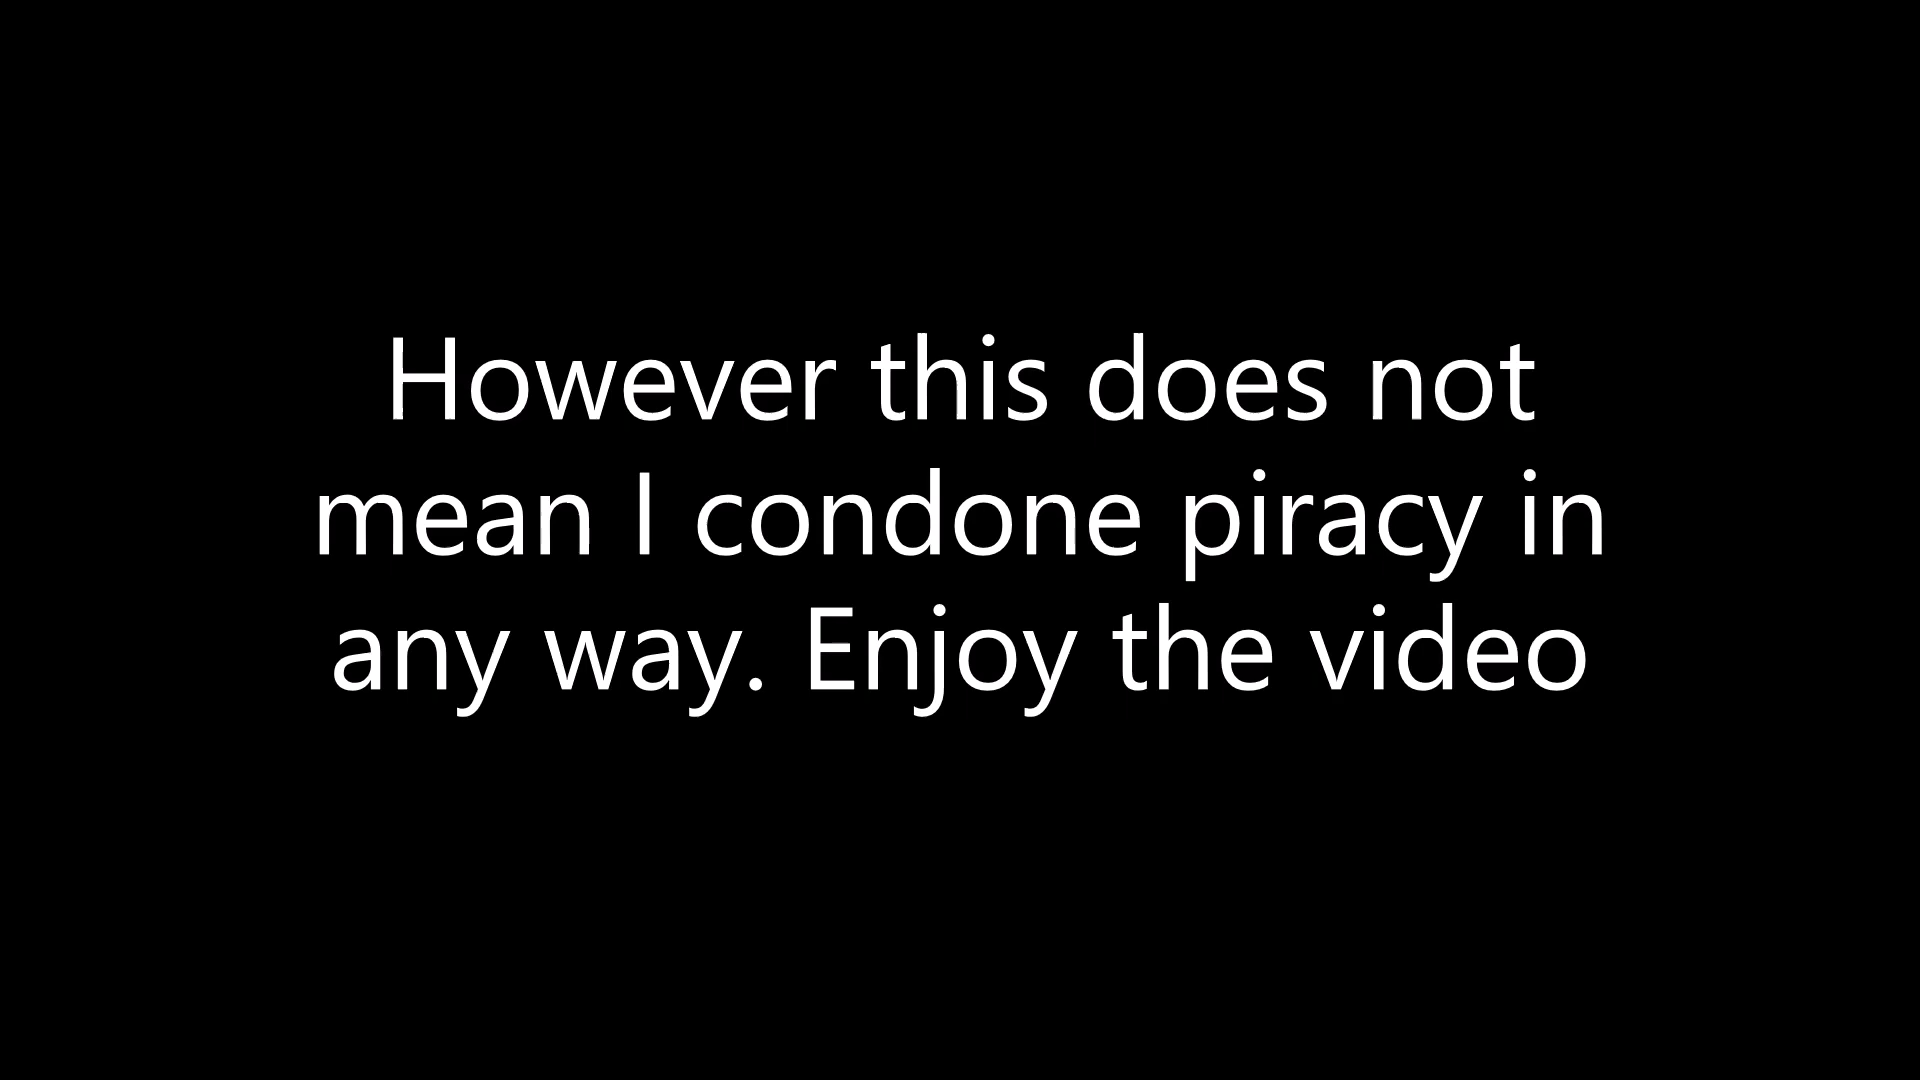 However this does not
mean I condone piracy in
any way. Enjoy the video